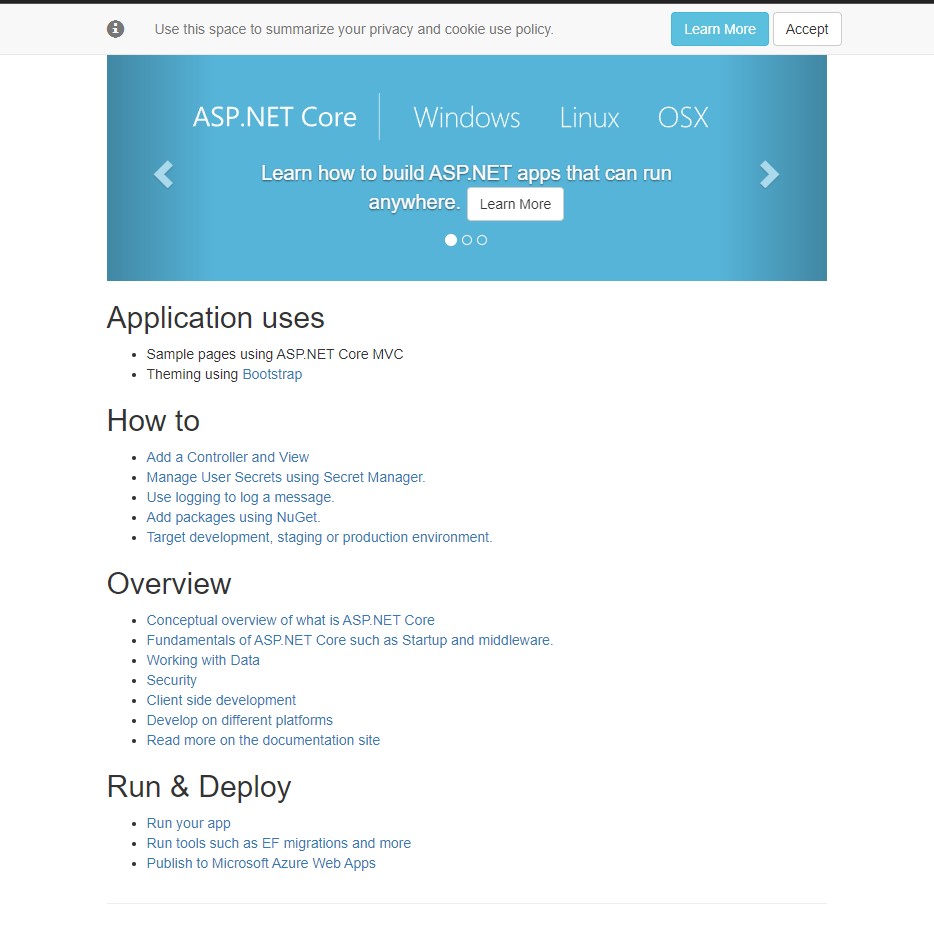 Use this space to summarize your privacy and cookie use policy. Learn More Accept
ASP.NET Core Windows Linux OSX
Learn how to build ASP.NET apps that can run
anywhere. Learn More
Application uses
Sample pages using ASP.NET Core MVC
Theming using Bootstrap
How to
Add a Controller and View
Manage User Secrets using Secret Manager.
Use logging to log a message.
Add packages using NuGet.
Target development, staging or production environment.
Overview
Conceptual overview of what is ASP.NET Core
Fundamentals of ASP.NET Core such as Startup and middleware.
Working with Data
Security
Client side development
Develop on different platforms
Read more on the documentation site
Run & Deploy
Run your app
Run tools such as EF migrations and more
Publish to Microsoft Azure Web Apps